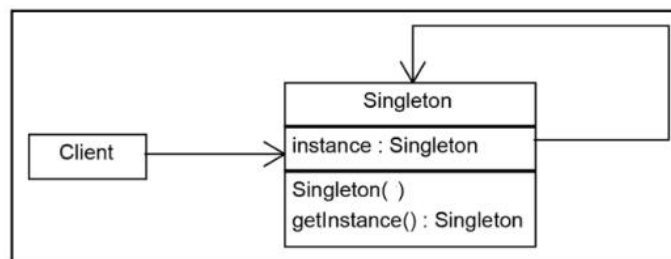 Singleton
Client
instance : Singleton
Singleton( )
getInstance() : Singleton